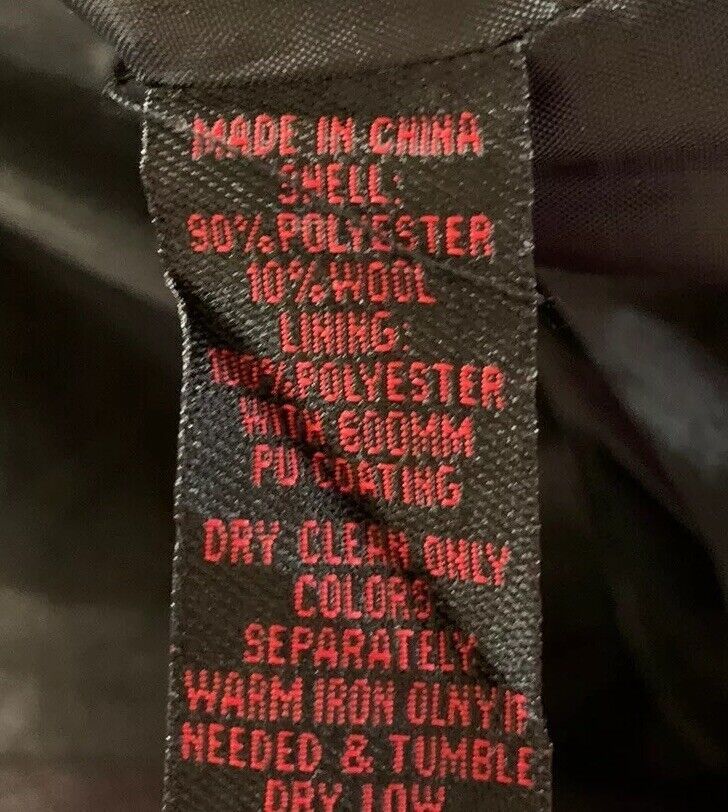 MADE IN CHINA
SHELL:
90%POLYESTER
10%WOOL
LINING:
100%POLYESTER
WITH 600MM
PU COATING
DRY CLEAN ONLY
COLORS
SEPARATELY
WARM IRON OLNY IF
NEEDED & TUMBLE
DRY LOW